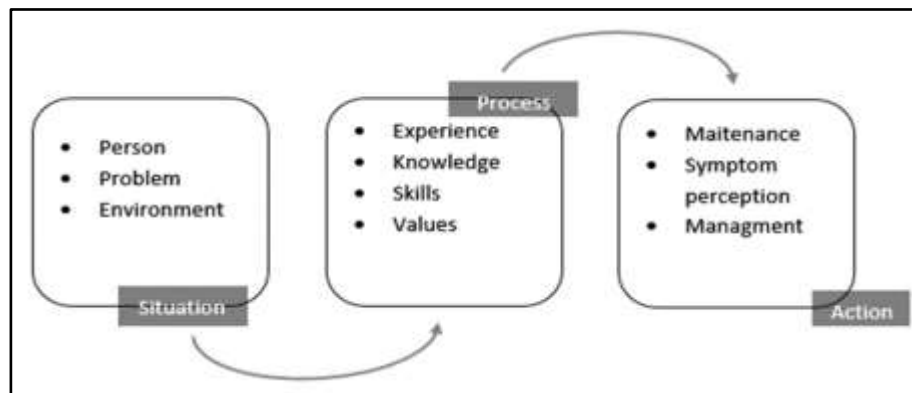 Person
Problem
Environment
Situation
Process
Experience
Knowledge
Skills
Values
Maitenance
Symptom
perception
Managment
Action